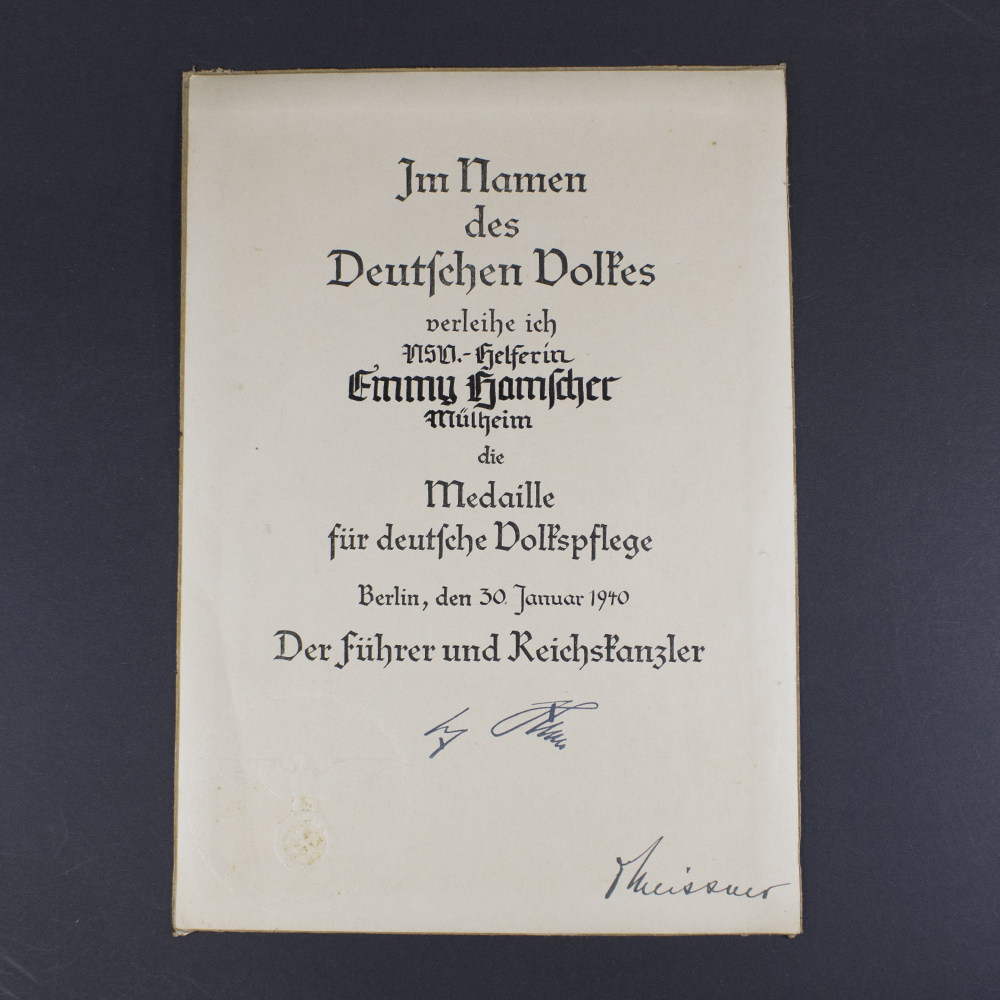 Im Namen
des
Deutſchen Volkes
verleihe ich
NSV.-Helferin
Emmy Hamſcher
Mülheim
die
Medaille
für deutſche Volkspflege
Berlin, den 30. Januar 1940
Der Führer und Reichskanzler
Meissner